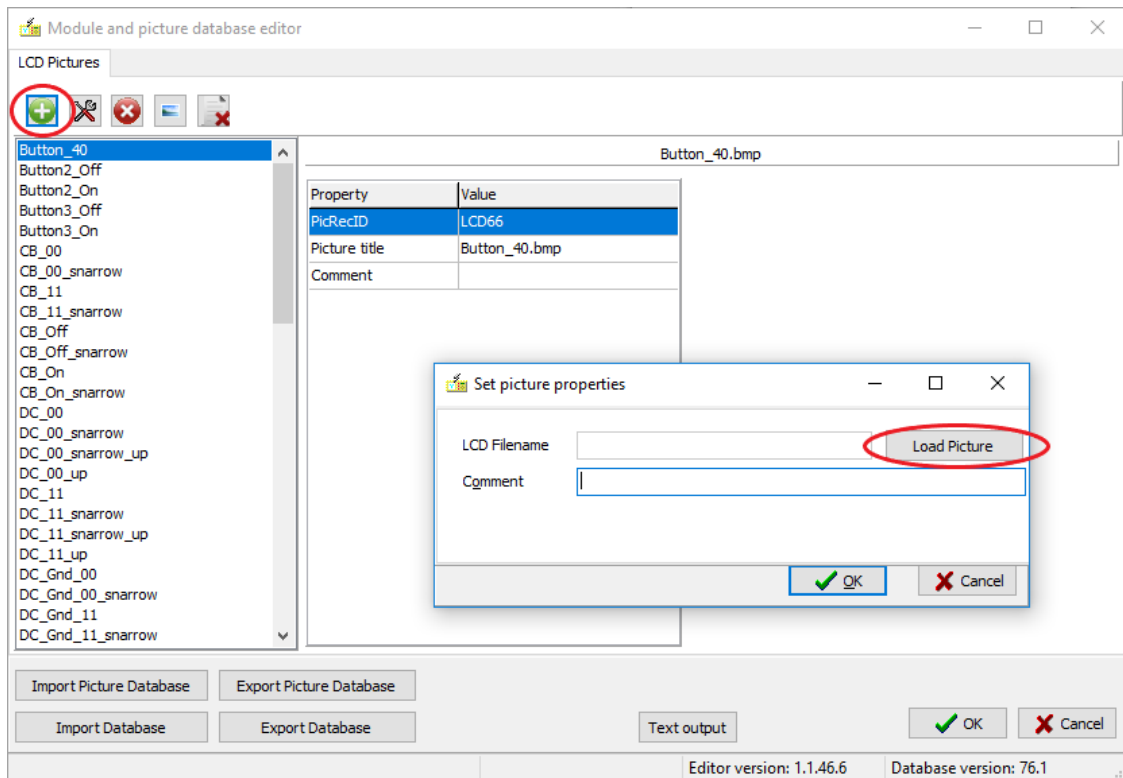 Module and picture database editor
LCD Pictures
Button_40
Button2_Off
Button2_On
Button3_Off
Button3_On
CB_00
CB_00_snarrow
CB_11
CB_11_snarrow
CB_Off
CB_Off_snarrow
CB_On
CB_On_snarrow
DC_00
DC_00_snarrow
DC_00_snarrow_up
DC_00_up
DC_11
DC_11_snarrow
DC_11_snarrow_up
DC_11_up
DC_Gnd_00
DC_Gnd_00_snarrow
DC_Gnd_11
DC_Gnd_11_snarrow
Button_40.bmp
Property Value
PicRecID LCD66
Picture title Button_40.bmp
Comment
Set picture properties
LCD Filename Load Picture
Comment
OK Cancel
Import Picture Database Export Picture Database
Import Database Export Database Text output OK Cancel
Editor version: 1.1.46.6 Database version: 76.1